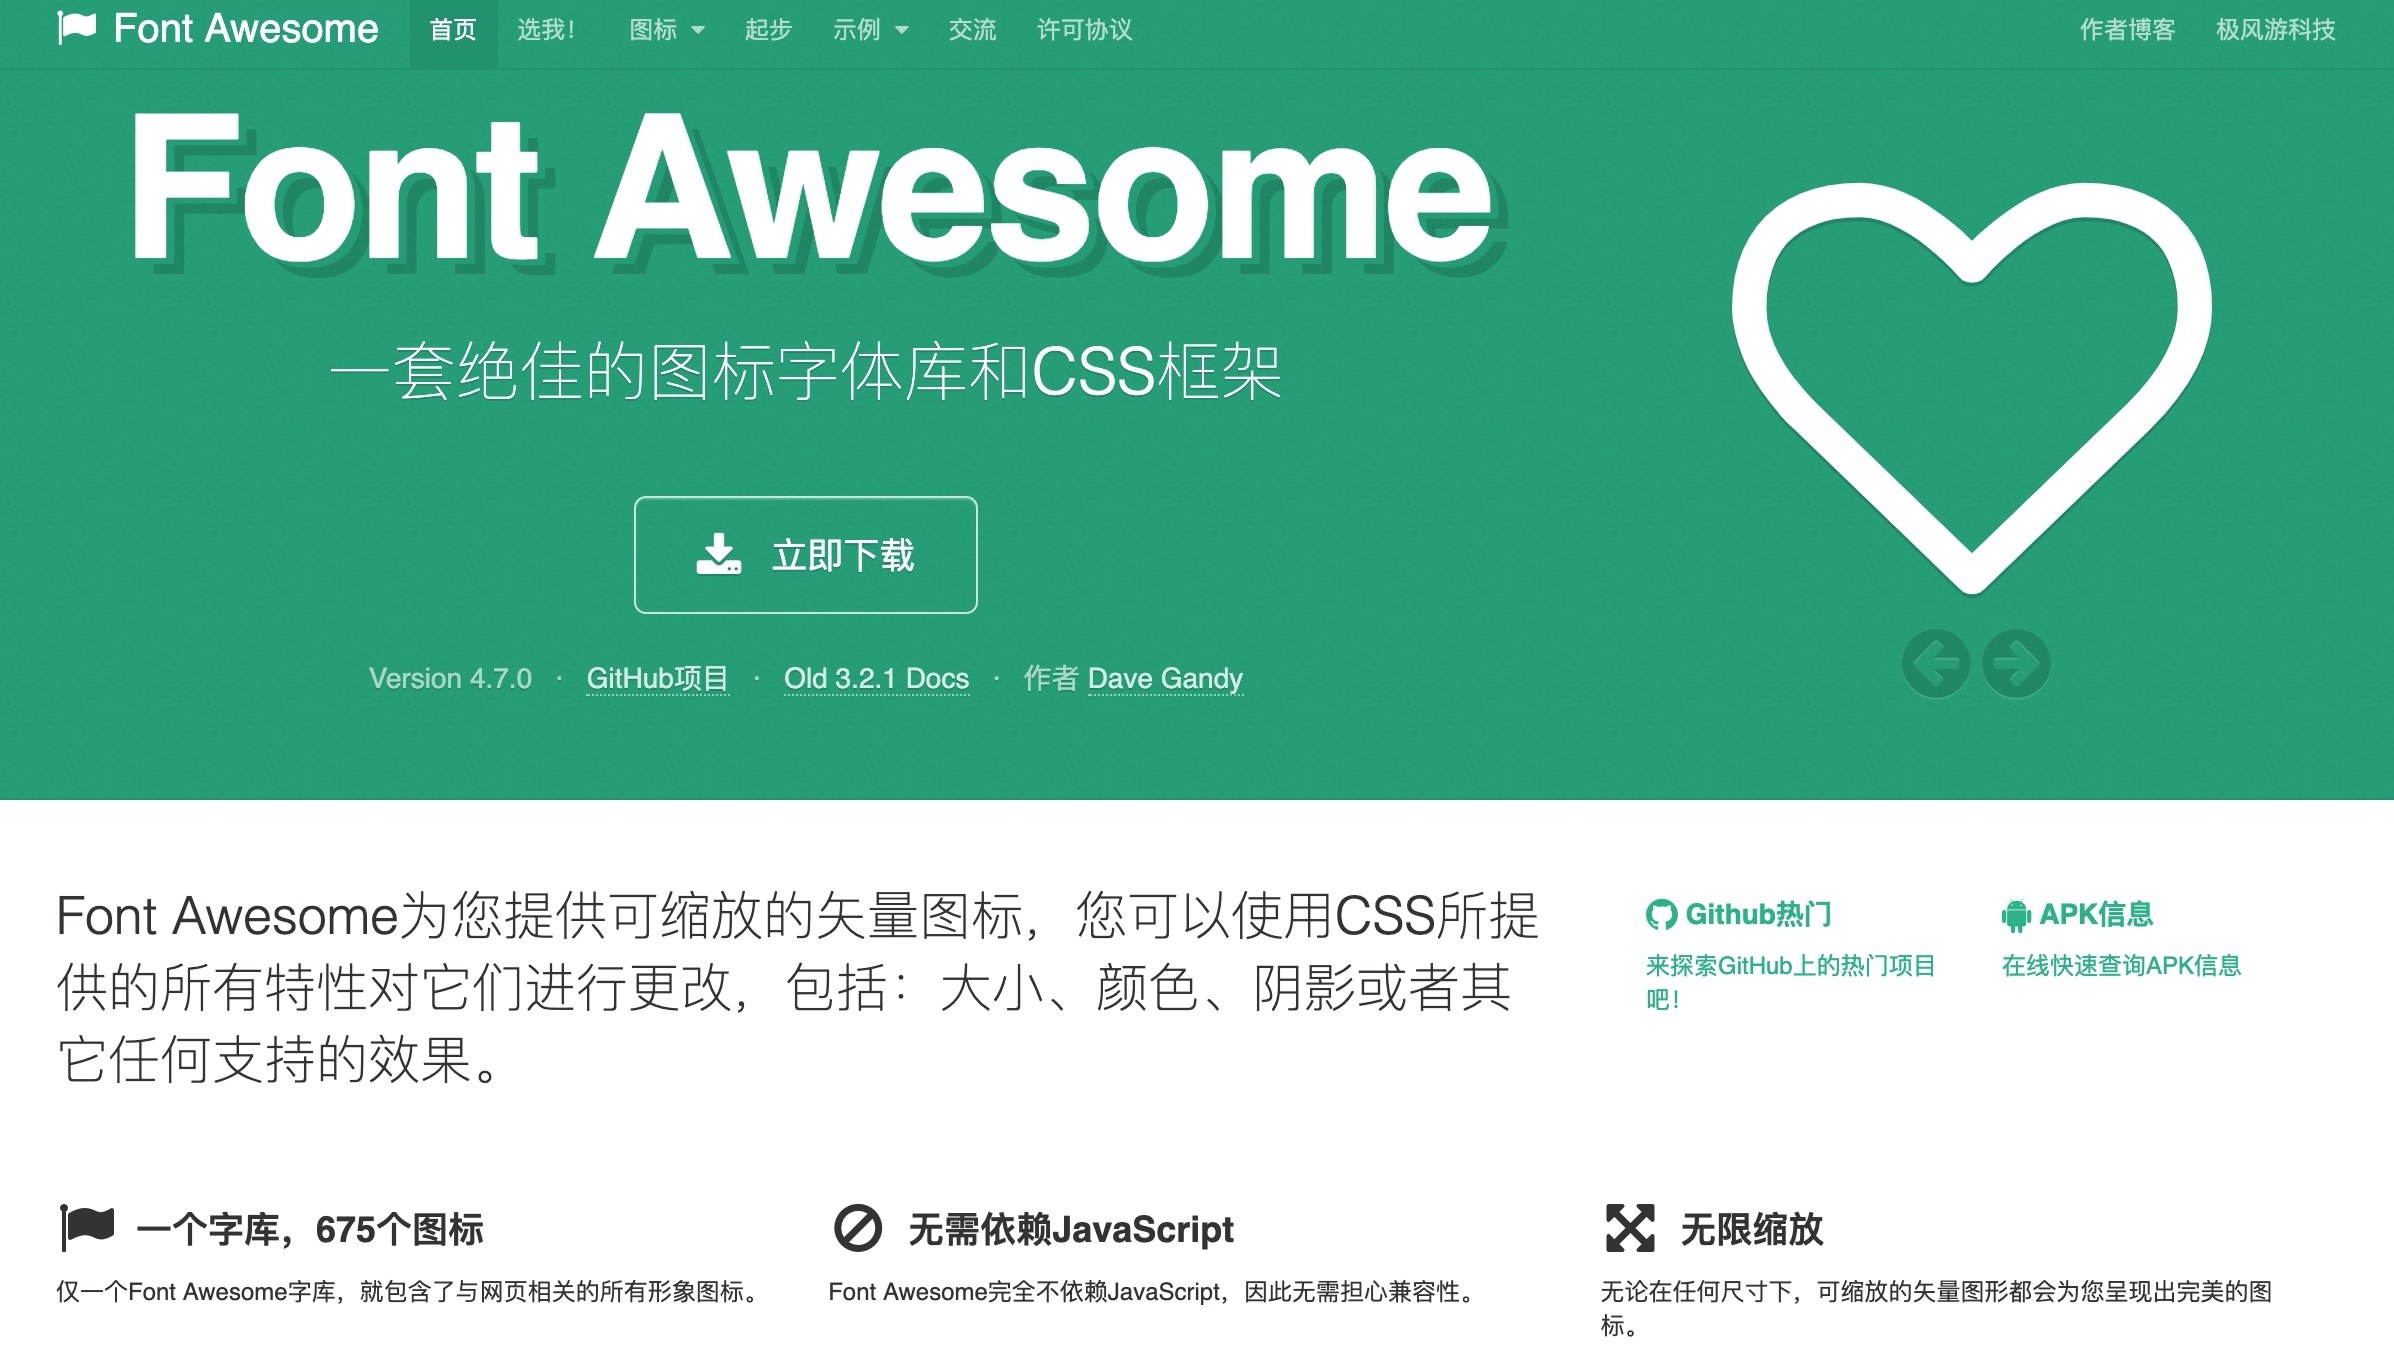 Font Awesome 首页 选我！ 图标 起步 示例 交流 许可协议 作者博客 极风游科技
Font Awesome
一套绝佳的图标字体库和CSS框架
立即下载
Version 4.7.0 · GitHub项目 · Old 3.2.1 Docs · 作者 Dave Gandy
Font Awesome为您提供可缩放的矢量图标，您可以使用CSS所提
供的所有特性对它们进行更改，包括：大小、颜色、阴影或者其
它任何支持的效果。
Github热门
来探索GitHub上的热门项目
吧！
APK信息
在线快速查询APK信息
一个字库，675个图标
仅一个Font Awesome字库，就包含了与网页相关的所有形象图标。
无需依赖JavaScript
Font Awesome完全不依赖JavaScript，因此无需担心兼容性。
无限缩放
无论在任何尺寸下，可缩放的矢量图形都会为您呈现出完美的图
标。